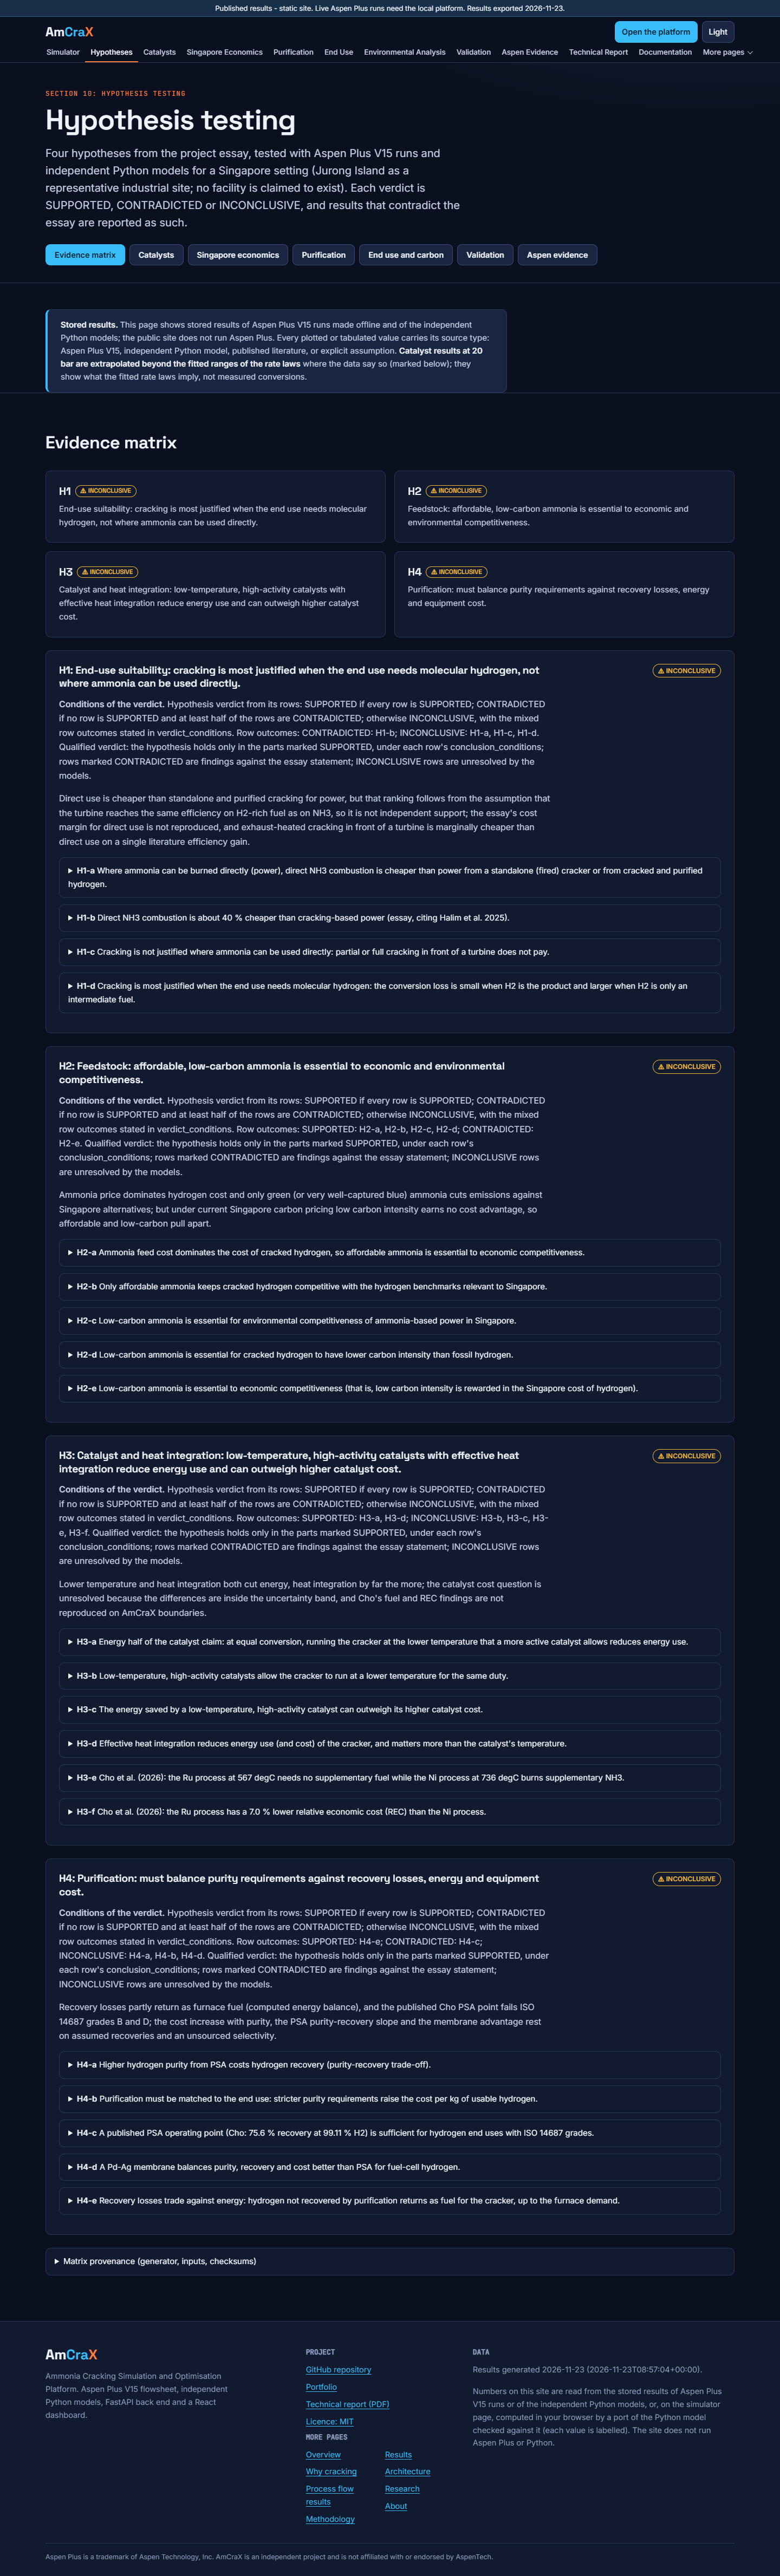 Published results - static site. Live Aspen Plus runs need the local platform. Results exported 2026-11-23.
AmCraX
Open the platform
Light
Simulator Hypotheses Catalysts Singapore Economics Purification End Use Environmental Analysis Validation Aspen Evidence Technical Report Documentation More pages
SECTION 10: HYPOTHESIS TESTING
Hypothesis testing
Four hypotheses from the project essay, tested with Aspen Plus V15 runs and
independent Python models for a Singapore setting (Jurong Island as a
representative industrial site; no facility is claimed to exist). Each verdict is
SUPPORTED, CONTRADICTED or INCONCLUSIVE, and results that contradict the
essay are reported as such.
Evidence matrix Catalysts Singapore economics Purification End use and carbon Validation Aspen evidence
Stored results. This page shows stored results of Aspen Plus V15 runs made offline and of the independent
Python models; the public site does not run Aspen Plus. Every plotted or tabulated value carries its source type:
Aspen Plus V15, independent Python model, published literature, or explicit assumption. Catalyst results at 20
bar are extrapolated beyond the fitted ranges of the rate laws where the data say so (marked below); they
show what the fitted rate laws imply, not measured conversions.
Evidence matrix
H1 ⚠ INCONCLUSIVE
End-use suitability: cracking is most justified when the end use needs molecular
hydrogen, not where ammonia can be used directly.
H2 ⚠ INCONCLUSIVE
Feedstock: affordable, low-carbon ammonia is essential to economic and
environmental competitiveness.
H3 ⚠ INCONCLUSIVE
Catalyst and heat integration: low-temperature, high-activity catalysts with
effective heat integration reduce energy use and can outweigh higher catalyst
cost.
H4 ⚠ INCONCLUSIVE
Purification: must balance purity requirements against recovery losses, energy
and equipment cost.
H1: End-use suitability: cracking is most justified when the end use needs molecular hydrogen, not
where ammonia can be used directly.
⚠ INCONCLUSIVE
Conditions of the verdict. Hypothesis verdict from its rows: SUPPORTED if every row is SUPPORTED; CONTRADICTED
if no row is SUPPORTED and at least half of the rows are CONTRADICTED; otherwise INCONCLUSIVE, with the mixed
row outcomes stated in verdict_conditions. Row outcomes: CONTRADICTED: H1-b; INCONCLUSIVE: H1-a, H1-c, H1-d.
Qualified verdict: the hypothesis holds only in the parts marked SUPPORTED, under each row's conclusion_conditions;
rows marked CONTRADICTED are findings against the essay statement; INCONCLUSIVE rows are unresolved by the
models.
Direct use is cheaper than standalone and purified cracking for power, but that ranking follows from the assumption that
the turbine reaches the same efficiency on H2-rich fuel as on NH3, so it is not independent support; the essay's cost
margin for direct use is not reproduced, and exhaust-heated cracking in front of a turbine is marginally cheaper than
direct use on a single literature efficiency gain.
▶ H1-a Where ammonia can be burned directly (power), direct NH3 combustion is cheaper than power from a standalone (fired) cracker or from cracked and purified
hydrogen.
▶ H1-b Direct NH3 combustion is about 40 % cheaper than cracking-based power (essay, citing Halim et al. 2025).
▶ H1-c Cracking is not justified where ammonia can be used directly: partial or full cracking in front of a turbine does not pay.
▶ H1-d Cracking is most justified when the end use needs molecular hydrogen: the conversion loss is small when H2 is the product and larger when H2 is only an
intermediate fuel.
H2: Feedstock: affordable, low-carbon ammonia is essential to economic and environmental
competitiveness.
⚠ INCONCLUSIVE
Conditions of the verdict. Hypothesis verdict from its rows: SUPPORTED if every row is SUPPORTED; CONTRADICTED
if no row is SUPPORTED and at least half of the rows are CONTRADICTED; otherwise INCONCLUSIVE, with the mixed
row outcomes stated in verdict_conditions. Row outcomes: SUPPORTED: H2-a, H2-b, H2-c, H2-d; CONTRADICTED:
H2-e. Qualified verdict: the hypothesis holds only in the parts marked SUPPORTED, under each row's
conclusion_conditions; rows marked CONTRADICTED are findings against the essay statement; INCONCLUSIVE rows
are unresolved by the models.
Ammonia price dominates hydrogen cost and only green (or very well-captured blue) ammonia cuts emissions against
Singapore alternatives; but under current Singapore carbon pricing low carbon intensity earns no cost advantage, so
affordable and low-carbon pull apart.
▶ H2-a Ammonia feed cost dominates the cost of cracked hydrogen, so affordable ammonia is essential to economic competitiveness.
▶ H2-b Only affordable ammonia keeps cracked hydrogen competitive with the hydrogen benchmarks relevant to Singapore.
▶ H2-c Low-carbon ammonia is essential for environmental competitiveness of ammonia-based power in Singapore.
▶ H2-d Low-carbon ammonia is essential for cracked hydrogen to have lower carbon intensity than fossil hydrogen.
▶ H2-e Low-carbon ammonia is essential to economic competitiveness (that is, low carbon intensity is rewarded in the Singapore cost of hydrogen).
H3: Catalyst and heat integration: low-temperature, high-activity catalysts with effective heat
integration reduce energy use and can outweigh higher catalyst cost.
⚠ INCONCLUSIVE
Conditions of the verdict. Hypothesis verdict from its rows: SUPPORTED if every row is SUPPORTED; CONTRADICTED
if no row is SUPPORTED and at least half of the rows are CONTRADICTED; otherwise INCONCLUSIVE, with the mixed
row outcomes stated in verdict_conditions. Row outcomes: SUPPORTED: H3-a, H3-d; INCONCLUSIVE: H3-b, H3-c, H3-
e, H3-f. Qualified verdict: the hypothesis holds only in the parts marked SUPPORTED, under each row's
conclusion_conditions; rows marked CONTRADICTED are findings against the essay statement; INCONCLUSIVE rows
are unresolved by the models.
Lower temperature and heat integration both cut energy, heat integration by far the more; the catalyst cost question is
unresolved because the differences are inside the uncertainty band, and Cho's fuel and REC findings are not
reproduced on AmCraX boundaries.
▶ H3-a Energy half of the catalyst claim: at equal conversion, running the cracker at the lower temperature that a more active catalyst allows reduces energy use.
▶ H3-b Low-temperature, high-activity catalysts allow the cracker to run at a lower temperature for the same duty.
▶ H3-c The energy saved by a low-temperature, high-activity catalyst can outweigh its higher catalyst cost.
▶ H3-d Effective heat integration reduces energy use (and cost) of the cracker, and matters more than the catalyst's temperature.
▶ H3-e Cho et al. (2026): the Ru process at 567 degC needs no supplementary fuel while the Ni process at 736 degC burns supplementary NH3.
▶ H3-f Cho et al. (2026): the Ru process has a 7.0 % lower relative economic cost (REC) than the Ni process.
H4: Purification: must balance purity requirements against recovery losses, energy and equipment
cost.
⚠ INCONCLUSIVE
Conditions of the verdict. Hypothesis verdict from its rows: SUPPORTED if every row is SUPPORTED; CONTRADICTED
if no row is SUPPORTED and at least half of the rows are CONTRADICTED; otherwise INCONCLUSIVE, with the mixed
row outcomes stated in verdict_conditions. Row outcomes: SUPPORTED: H4-e; CONTRADICTED: H4-c;
INCONCLUSIVE: H4-a, H4-b, H4-d. Qualified verdict: the hypothesis holds only in the parts marked SUPPORTED, under
each row's conclusion_conditions; rows marked CONTRADICTED are findings against the essay statement;
INCONCLUSIVE rows are unresolved by the models.
Recovery losses partly return as furnace fuel (computed energy balance), and the published Cho PSA point fails ISO
14687 grades B and D; the cost increase with purity, the PSA purity-recovery slope and the membrane advantage rest
on assumed recoveries and an unsourced selectivity.
▶ H4-a Higher hydrogen purity from PSA costs hydrogen recovery (purity-recovery trade-off).
▶ H4-b Purification must be matched to the end use: stricter purity requirements raise the cost per kg of usable hydrogen.
▶ H4-c A published PSA operating point (Cho: 75.6 % recovery at 99.11 % H2) is sufficient for hydrogen end uses with ISO 14687 grades.
▶ H4-d A Pd-Ag membrane balances purity, recovery and cost better than PSA for fuel-cell hydrogen.
▶ H4-e Recovery losses trade against energy: hydrogen not recovered by purification returns as fuel for the cracker, up to the furnace demand.
▶ Matrix provenance (generator, inputs, checksums)
AmCraX
Ammonia Cracking Simulation and Optimisation
Platform. Aspen Plus V15 flowsheet, independent
Python models, FastAPI back end and a React
dashboard.
PROJECT
GitHub repository
Portfolio
Technical report (PDF)
Licence: MIT
MORE PAGES
Overview
Why cracking
Process flow
results
Methodology
Results
Architecture
Research
About
DATA
Results generated 2026-11-23 (2026-11-23T08:57:04+00:00).
Numbers on this site are read from the stored results of Aspen Plus
V15 runs or of the independent Python models, or, on the simulator
page, computed in your browser by a port of the Python model
checked against it (each value is labelled). The site does not run
Aspen Plus or Python.
Aspen Plus is a trademark of Aspen Technology, Inc. AmCraX is an independent project and is not affiliated with or endorsed by AspenTech.